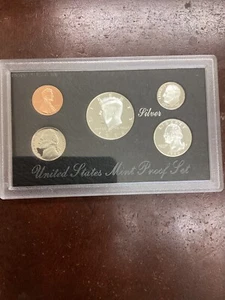 Silver
United States Mint Proof Set